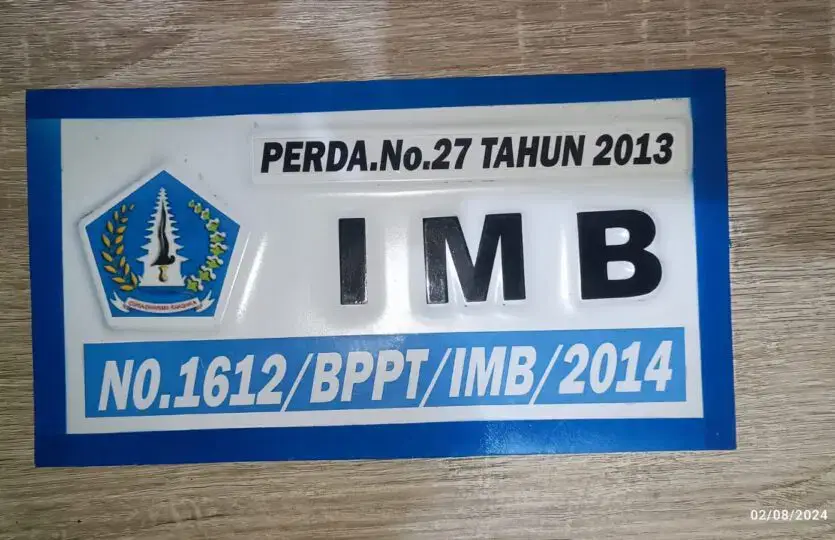 PERDA.No.27 TAHUN 2013
IMB
NO.1612/BPPT/IMB/2014
02/08/2024